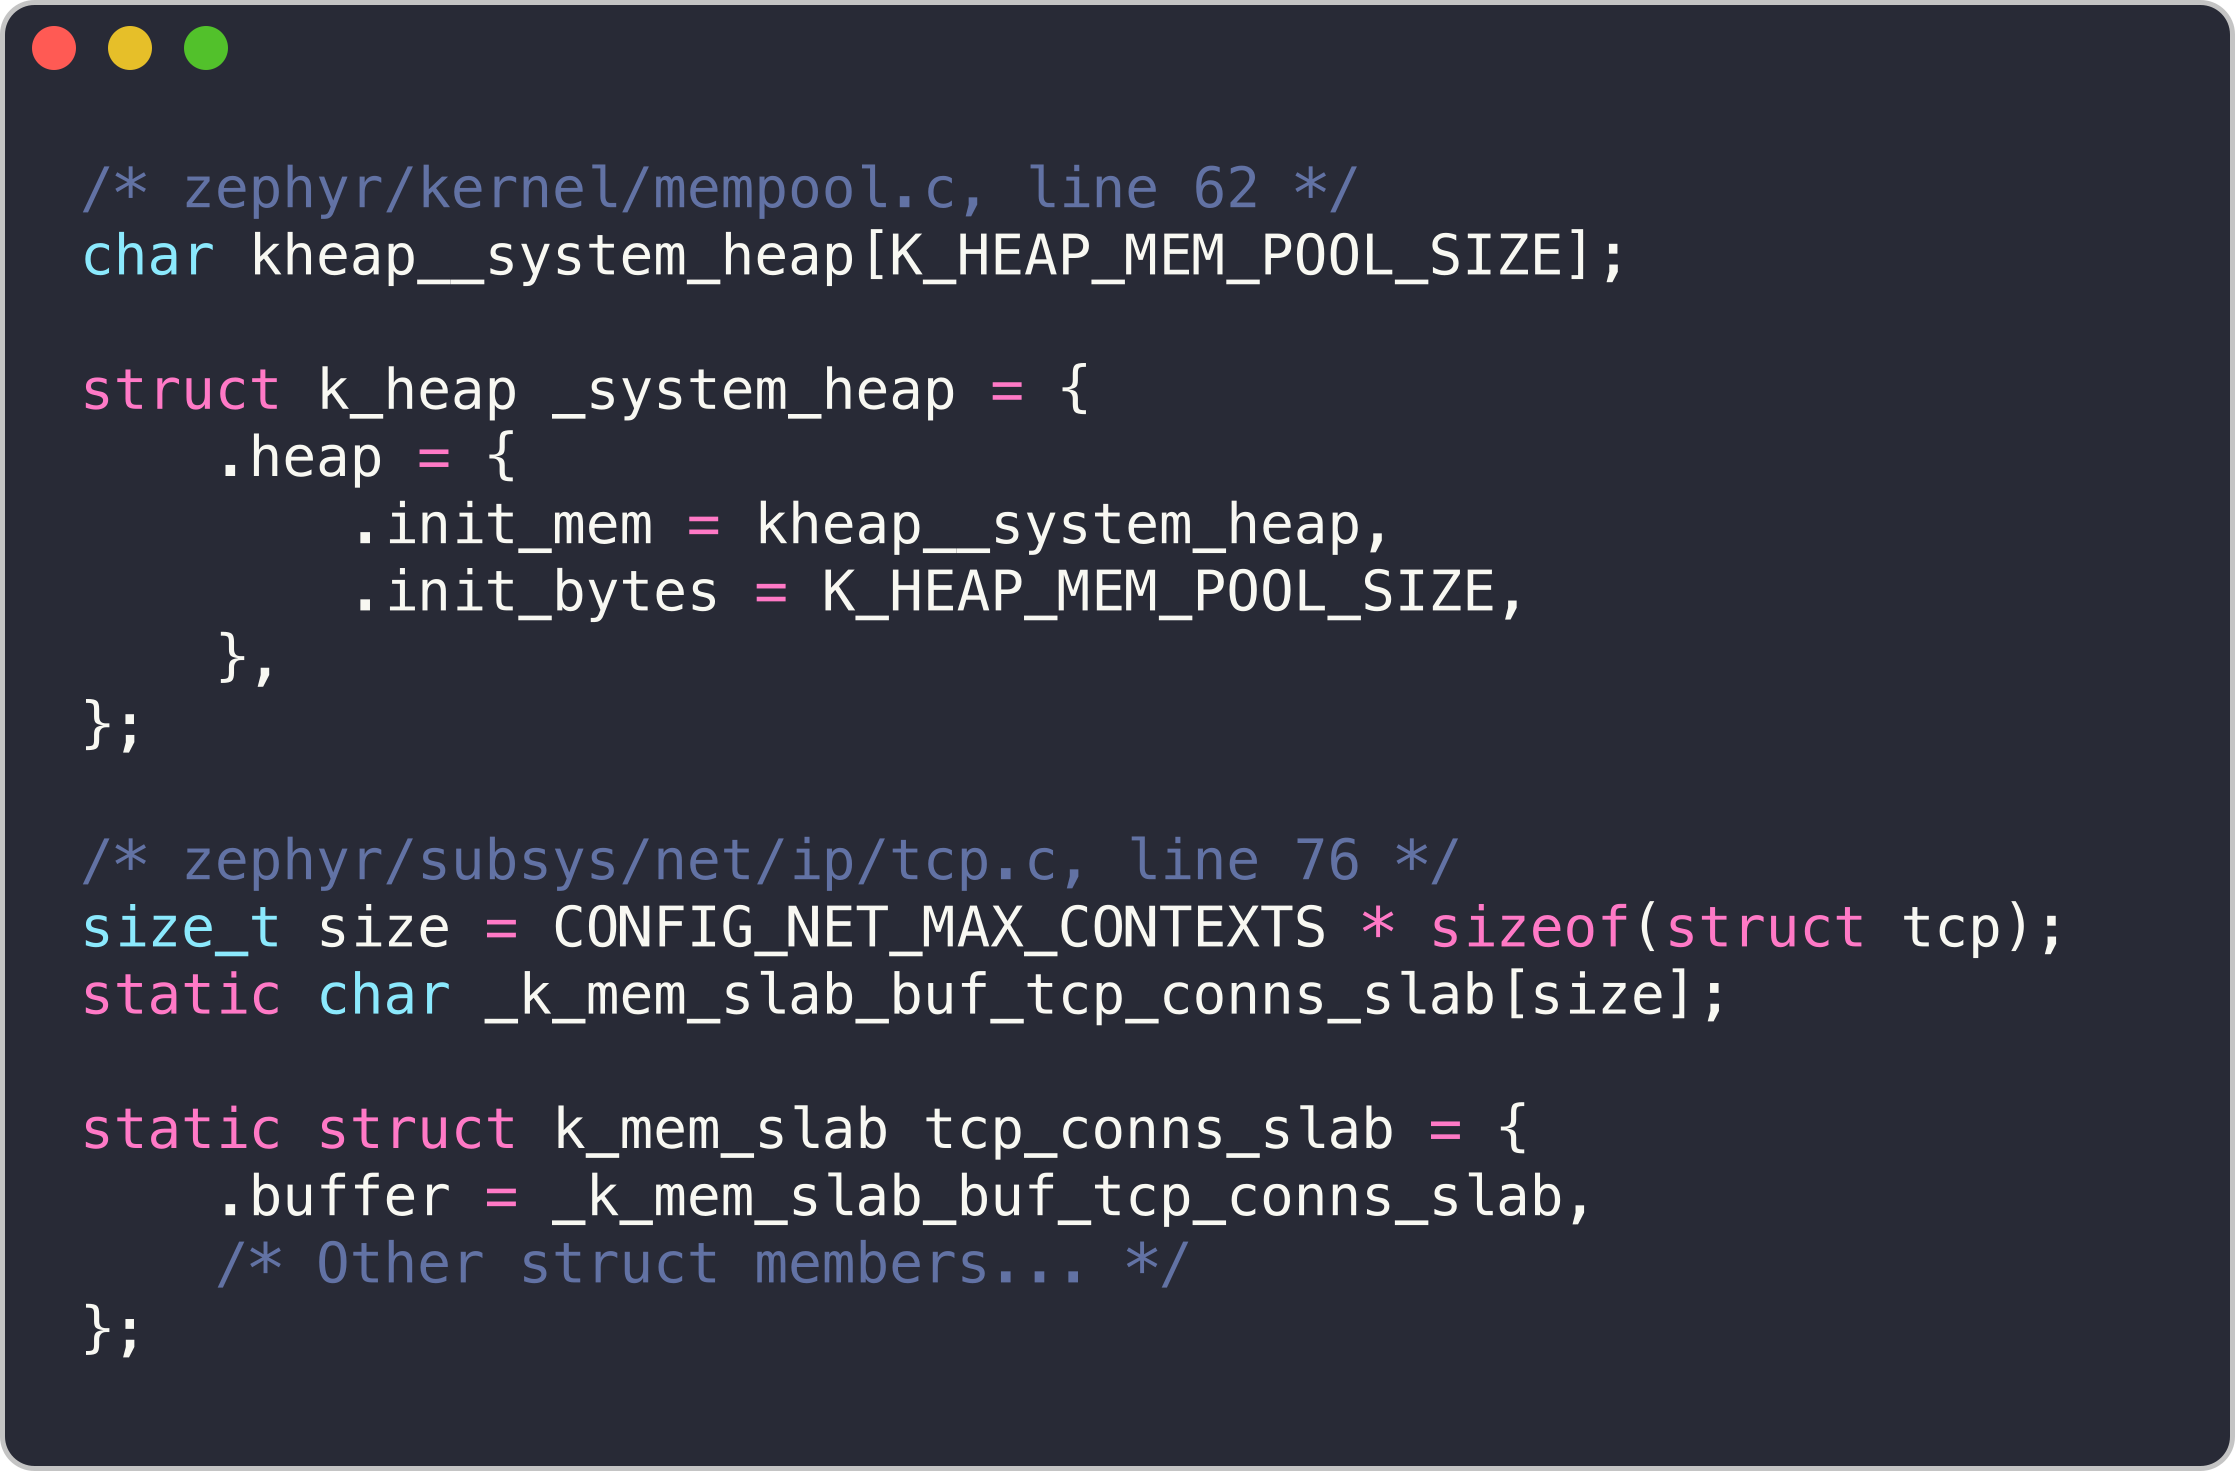 /* zephyr/kernel/mempool.c, line 62 */
char kheap__system_heap[K_HEAP_MEM_POOL_SIZE];
struct k_heap _system_heap = {
    .heap = {
        .init_mem = kheap__system_heap,
        .init_bytes = K_HEAP_MEM_POOL_SIZE,
    },
};
/* zephyr/subsys/net/ip/tcp.c, line 76 */
size_t size = CONFIG_NET_MAX_CONTEXTS * sizeof(struct tcp);
static char _k_mem_slab_buf_tcp_conns_slab[size];
static struct k_mem_slab tcp_conns_slab = {
    .buffer = _k_mem_slab_buf_tcp_conns_slab,
    /* Other struct members... */
};